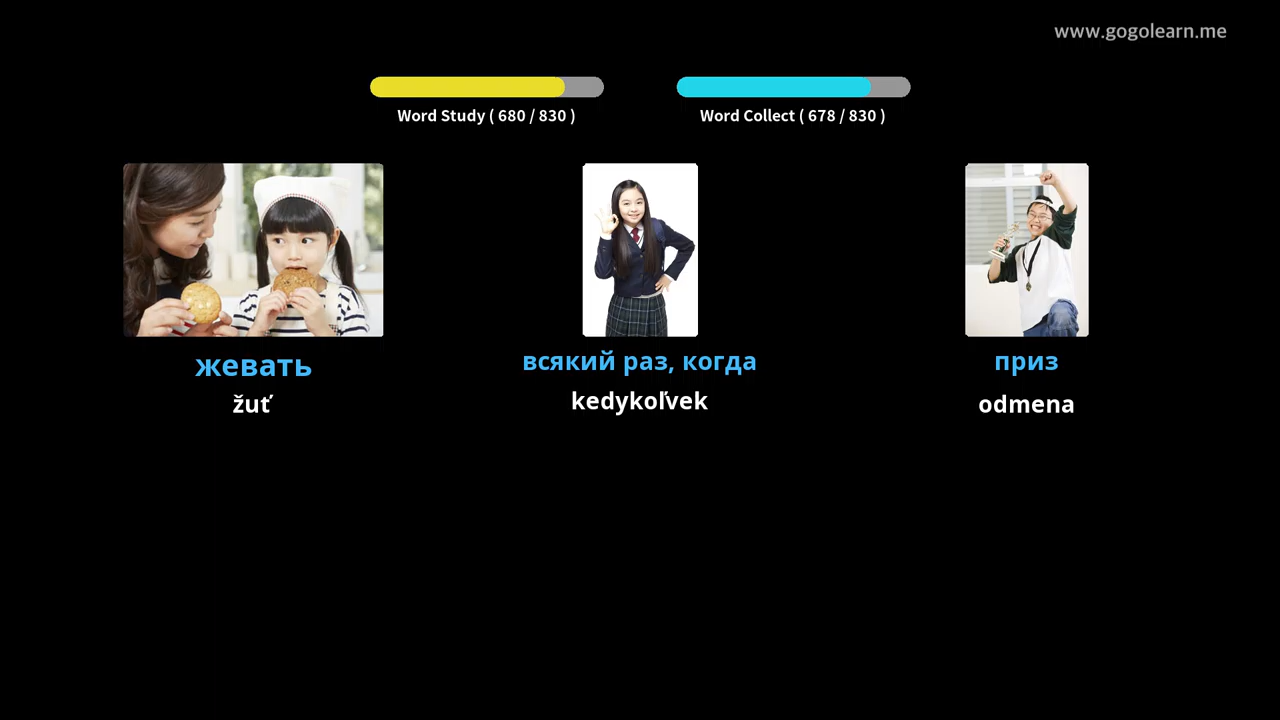 www.gogolearn.me
Word Study ( 680 / 830 )
Word Collect ( 678 / 830 )
жевать
žuť
всякий раз, когда
kedykoľvek
приз
odmena